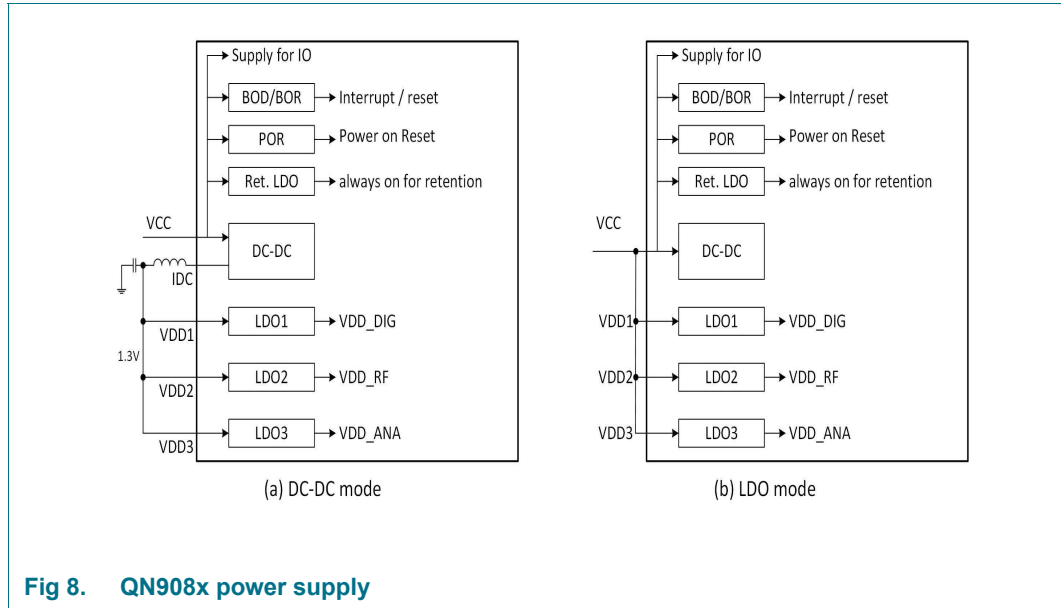 Supply for IO
BOD/BOR
Interrupt / reset
POR
Power on Reset
Ret. LDO
always on for retention
VCC
DC-DC
IDC
LDO1
VDD_DIG
VDD1
1.3V
LDO2
VDD_RF
VDD2
LDO3
VDD_ANA
VDD3
(a) DC-DC mode
Supply for IO
BOD/BOR
Interrupt / reset
POR
Power on Reset
Ret. LDO
always on for retention
VCC
DC-DC
VDD1
LDO1
VDD_DIG
VDD2
LDO2
VDD_RF
VDD3
LDO3
VDD_ANA
(b) LDO mode
Fig 8. QN908x power supply